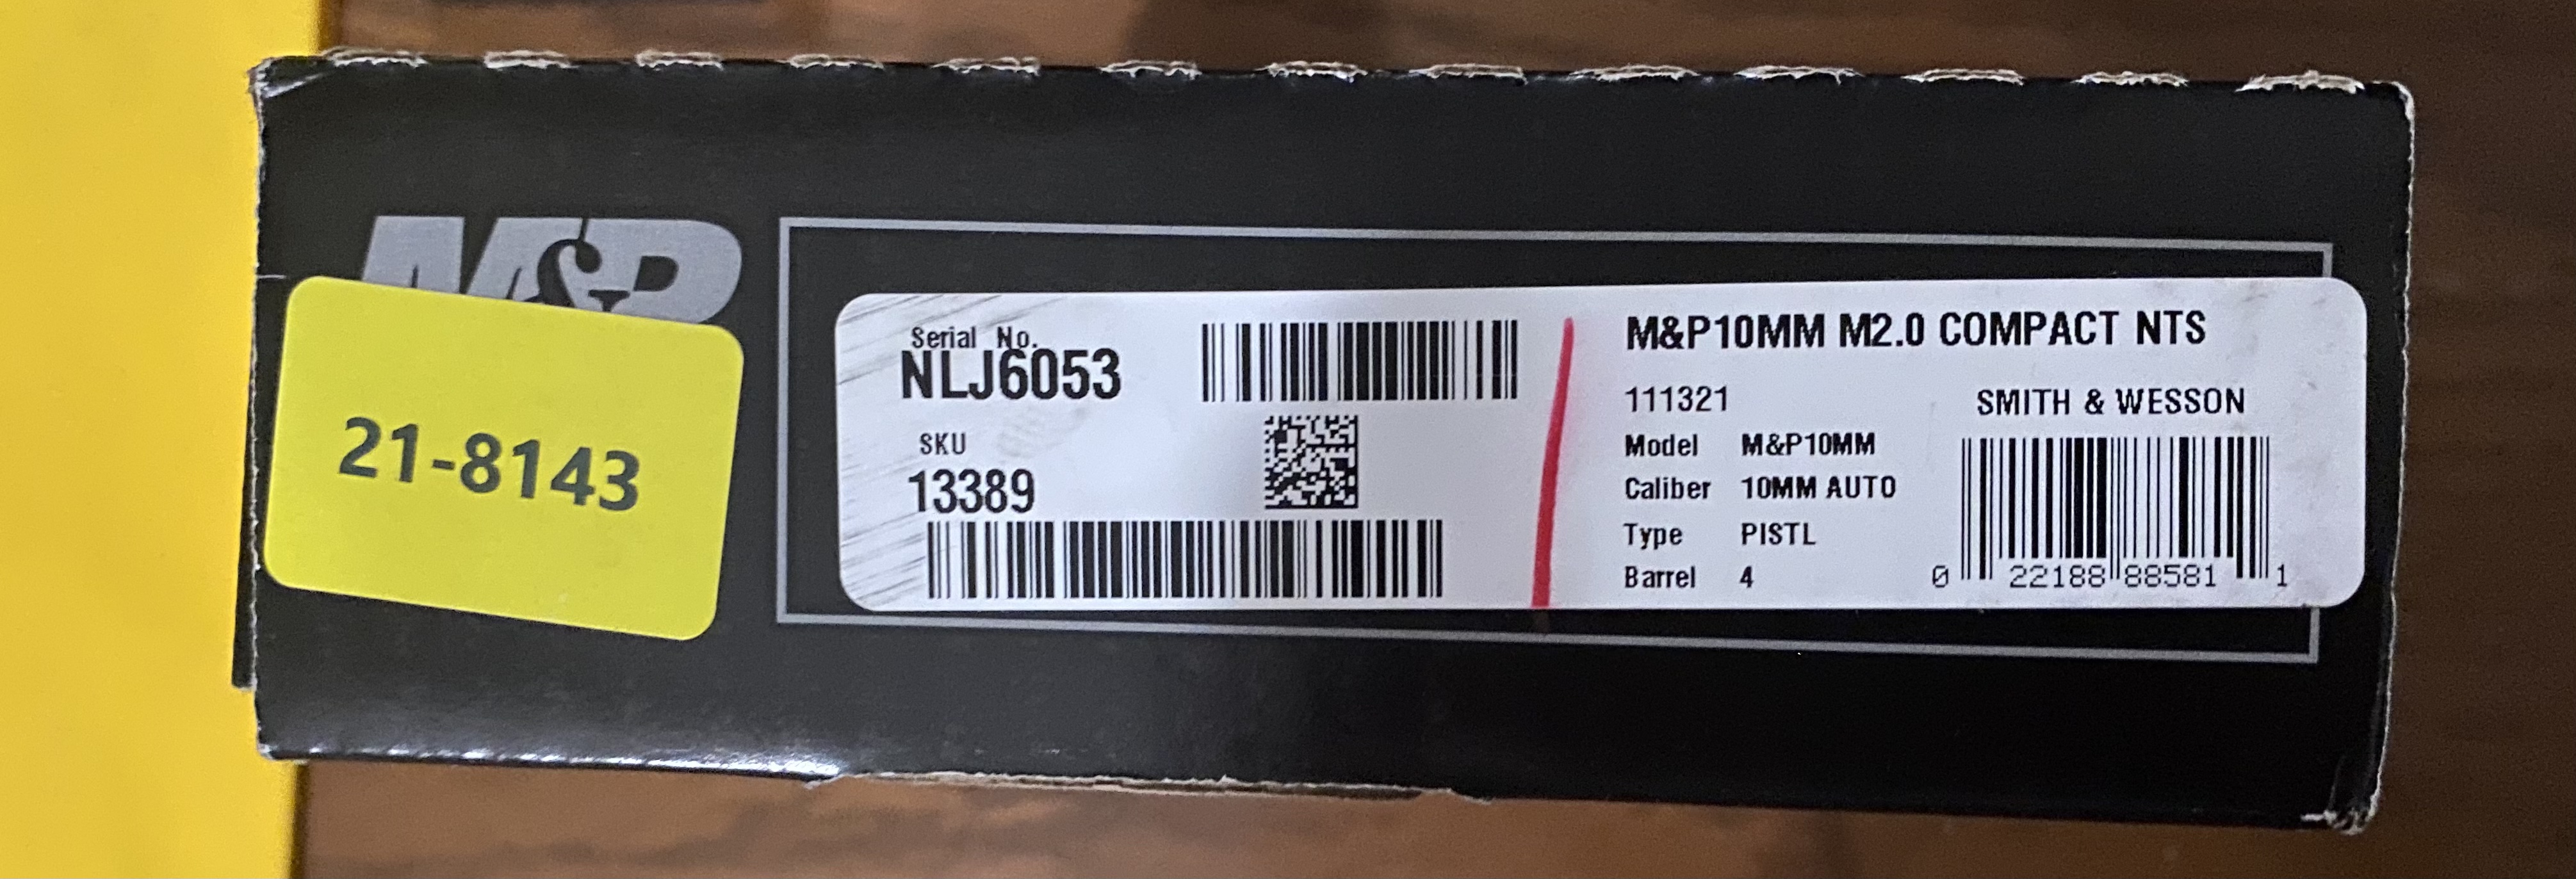 M&P
21-8143
Serial No.
NLJ6053
SKU
13389
M&P10MM M2.0 COMPACT NTS
111321
SMITH & WESSON
Model M&P10MM
Caliber 10MM AUTO
Type PISTL
Barrel 4
0 22188 88581 1